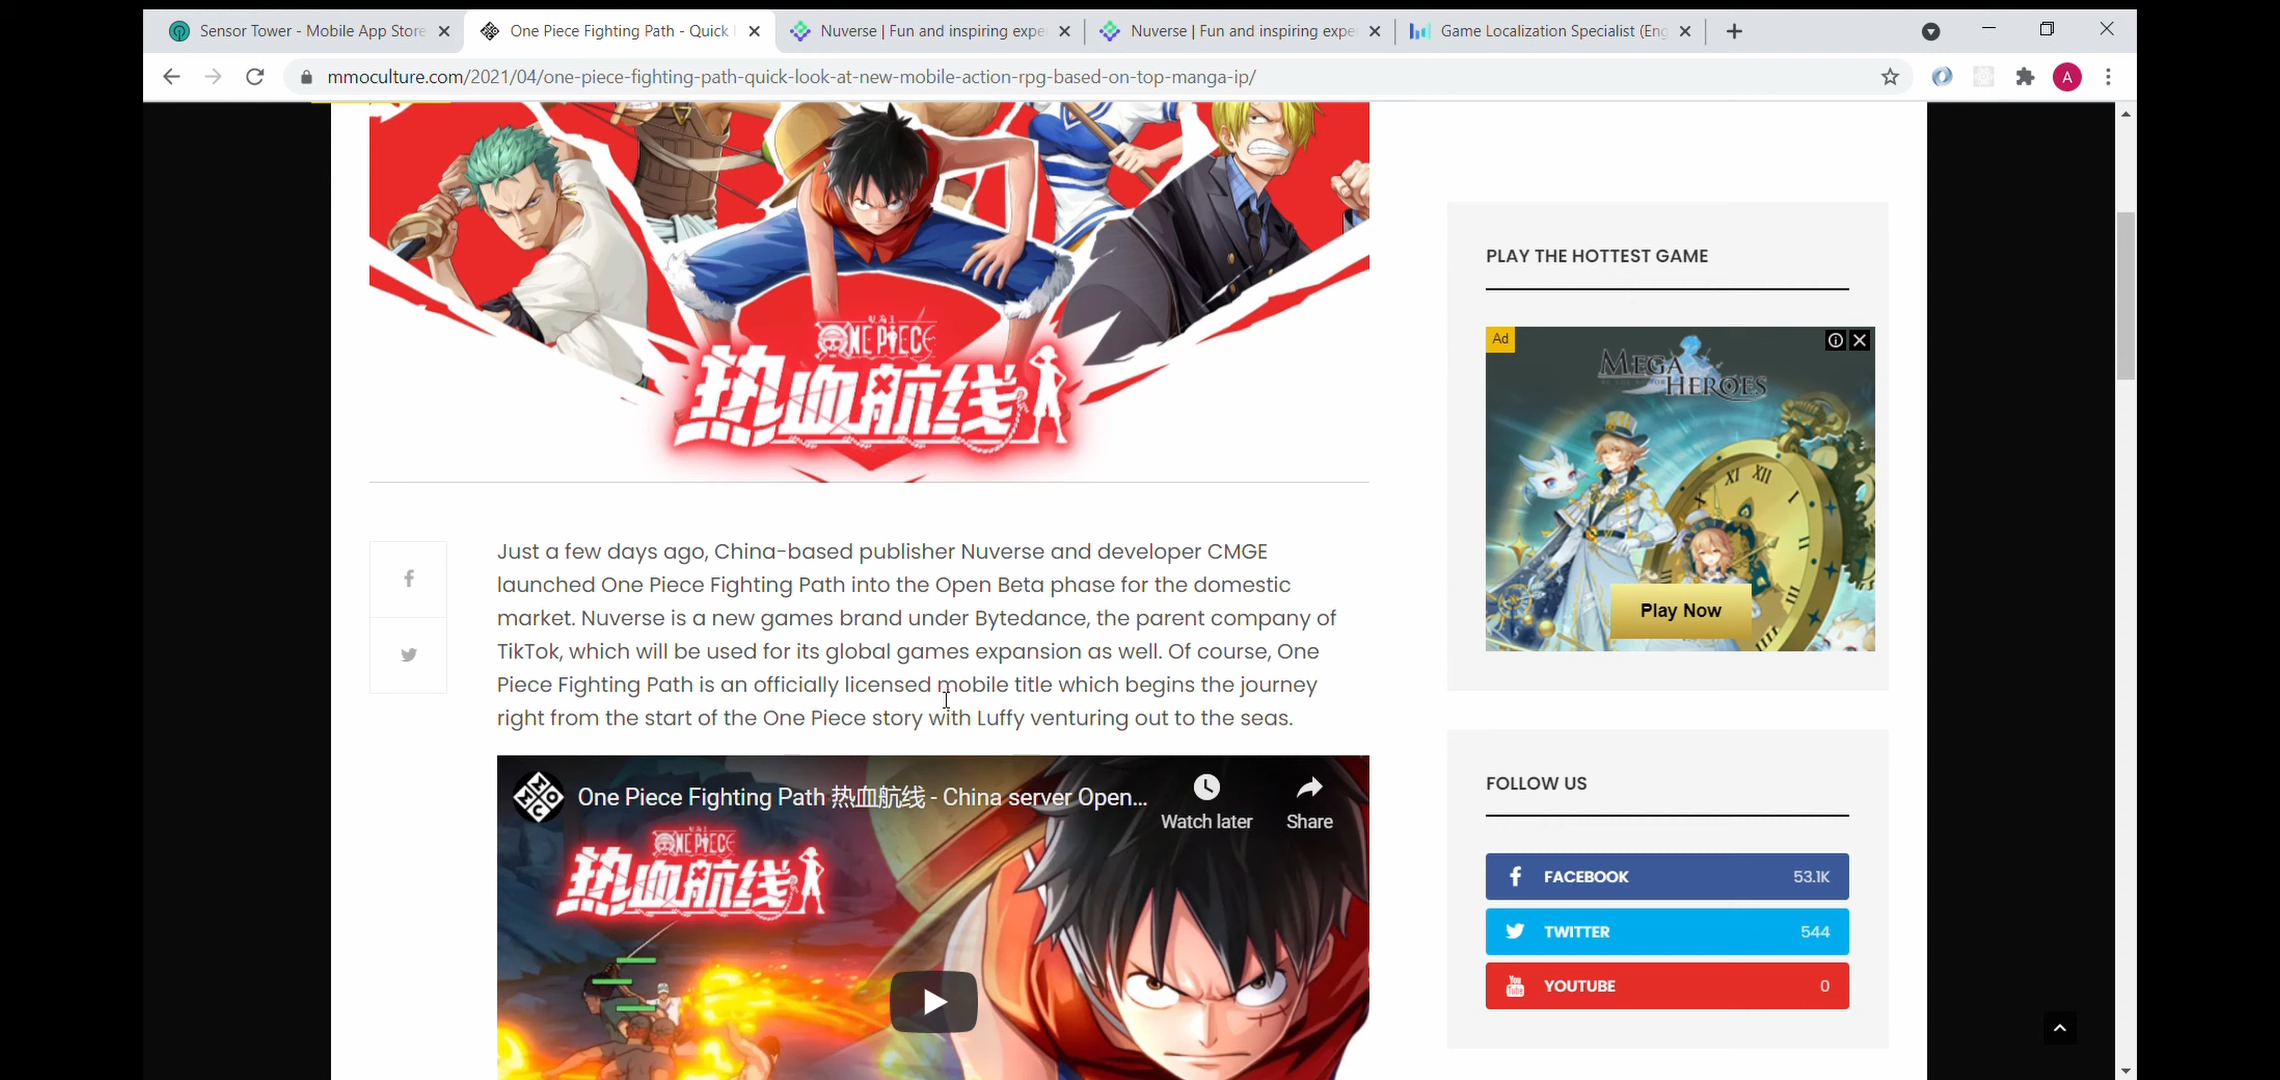 Sensor Tower - Mobile App Store
One Piece Fighting Path - Quick
Nuverse | Fun and inspiring expe
Nuverse | Fun and inspiring expe
Game Localization Specialist (Eng
mmoculture.com/2021/04/one-piece-fighting-path-quick-look-at-new-mobile-action-rpg-based-on-top-manga-ip/
A
ONE PIECE
热血航线
Just a few days ago, China-based publisher Nuverse and developer CMGE
launched One Piece Fighting Path into the Open Beta phase for the domestic
market. Nuverse is a new games brand under Bytedance, the parent company of
TikTok, which will be used for its global games expansion as well. Of course, One
Piece Fighting Path is an officially licensed mobile title which begins the journey
right from the start of the One Piece story with Luffy venturing out to the seas.
MMOC
One Piece Fighting Path 热血航线 - China server Open...
Watch later
Share
ONE PIECE
热血航线
PLAY THE HOTTEST GAME
Ad
MEGA
HEROES
XI XII I
Play Now
FOLLOW US
FACEBOOK 53.1K
TWITTER 544
You Tube
YOUTUBE 0